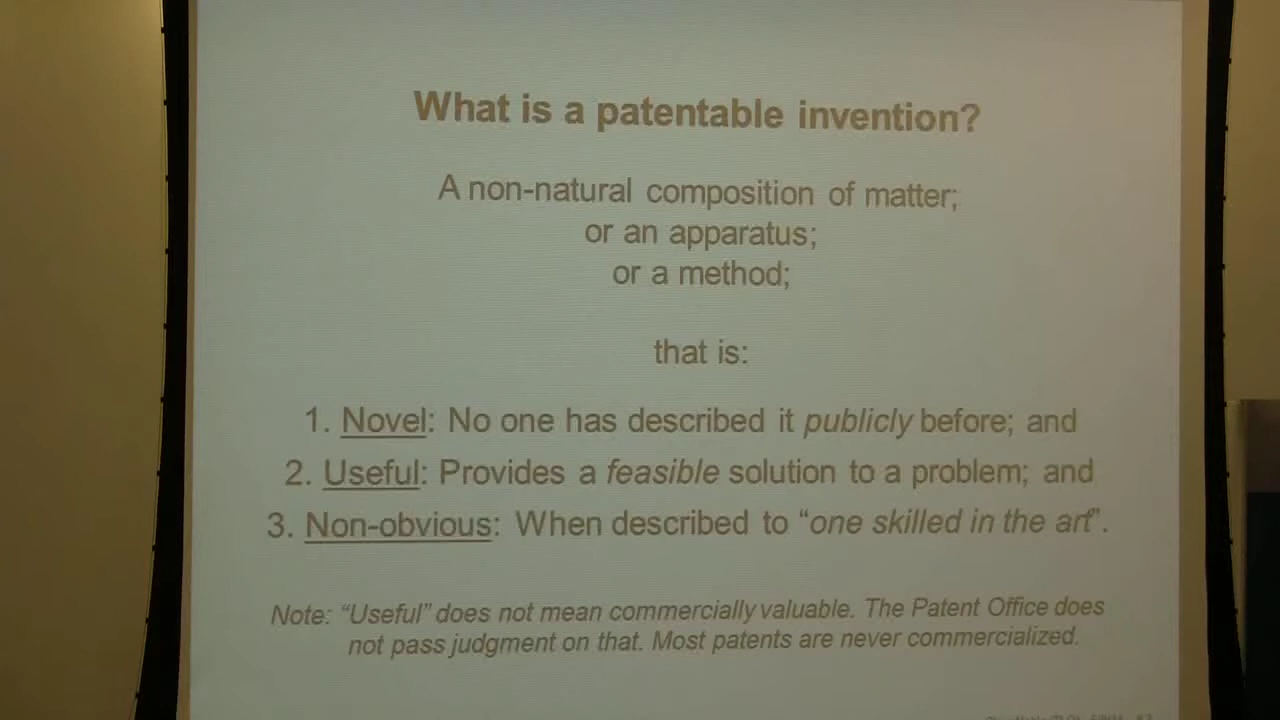 What is a patentable invention?
A non-natural composition of matter;
or an apparatus;
or a method;
that is:
1. Novel: No one has described it publicly before; and
2. Useful: Provides a feasible solution to a problem; and
3. Non-obvious: When described to “one skilled in the art”.
Note: “Useful” does not mean commercially valuable. The Patent Office does
not pass judgment on that. Most patents are never commercialized.